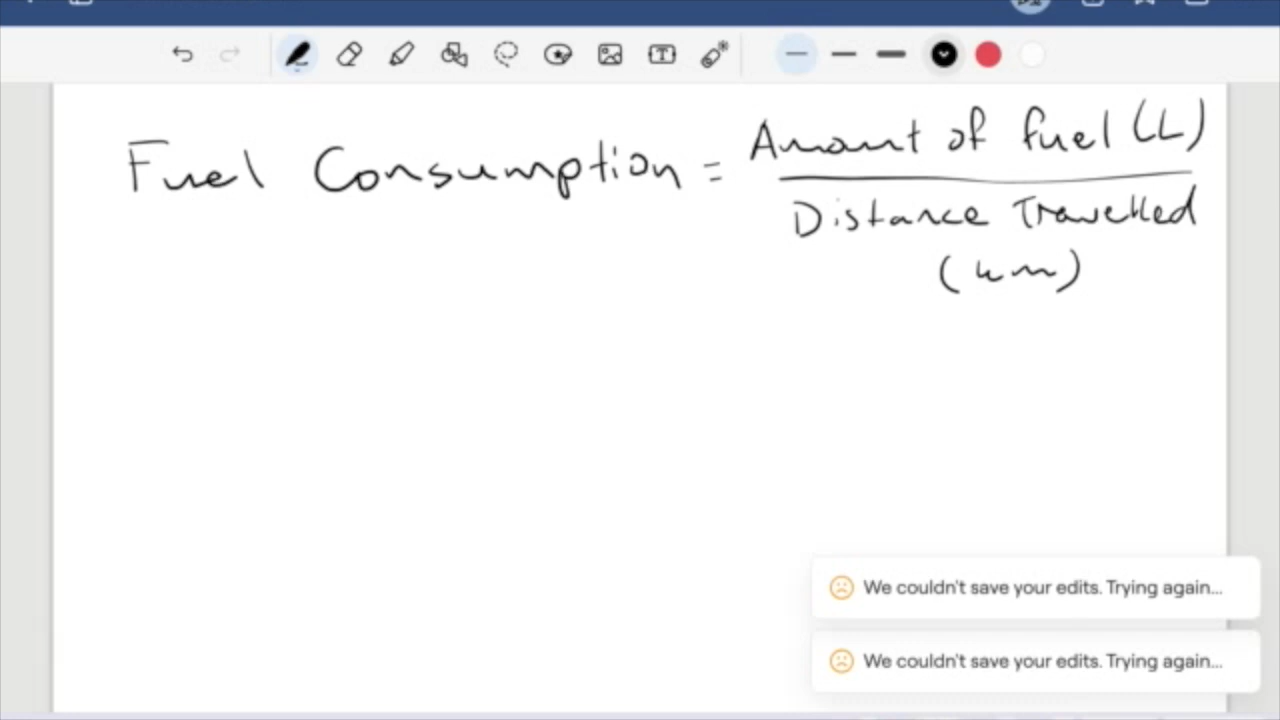 Fuel Consumption = Amount of fuel (L)
Distance Travelled
(km)
We couldn't save your edits. Trying again...
We couldn't save your edits. Trying again...